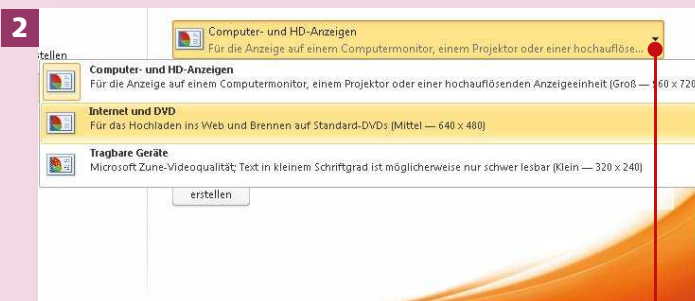 2
Computer- und HD-Anzeigen
Für die Anzeige auf einem Computermonitor, einem Projektor oder einer hochauflöse...
stellen
Computer- und HD-Anzeigen
Für die Anzeige auf einem Computermonitor, einem Projektor oder einer hochauflösenden Anzeigeeinheit (Groß — 960 x 720
Internet und DVD
Für das Hochladen ins Web und Brennen auf Standard-DVDs (Mittel — 640 x 480)
Tragbare Geräte
Microsoft Zune-Videoqualität; Text in kleinem Schriftgrad ist möglicherweise nur schwer lesbar (Klein — 320 x 240)
erstellen